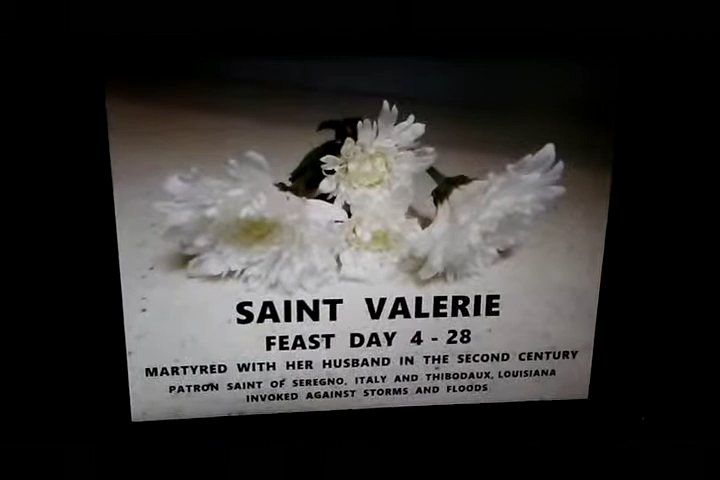 SAINT VALERIE
FEAST DAY 4 - 28
MARTYRED WITH HER HUSBAND IN THE SECOND CENTURY
PATRON SAINT OF SEREGNO, ITALY AND THIBODAUX, LOUISIANA
INVOKED AGAINST STORMS AND FLOODS